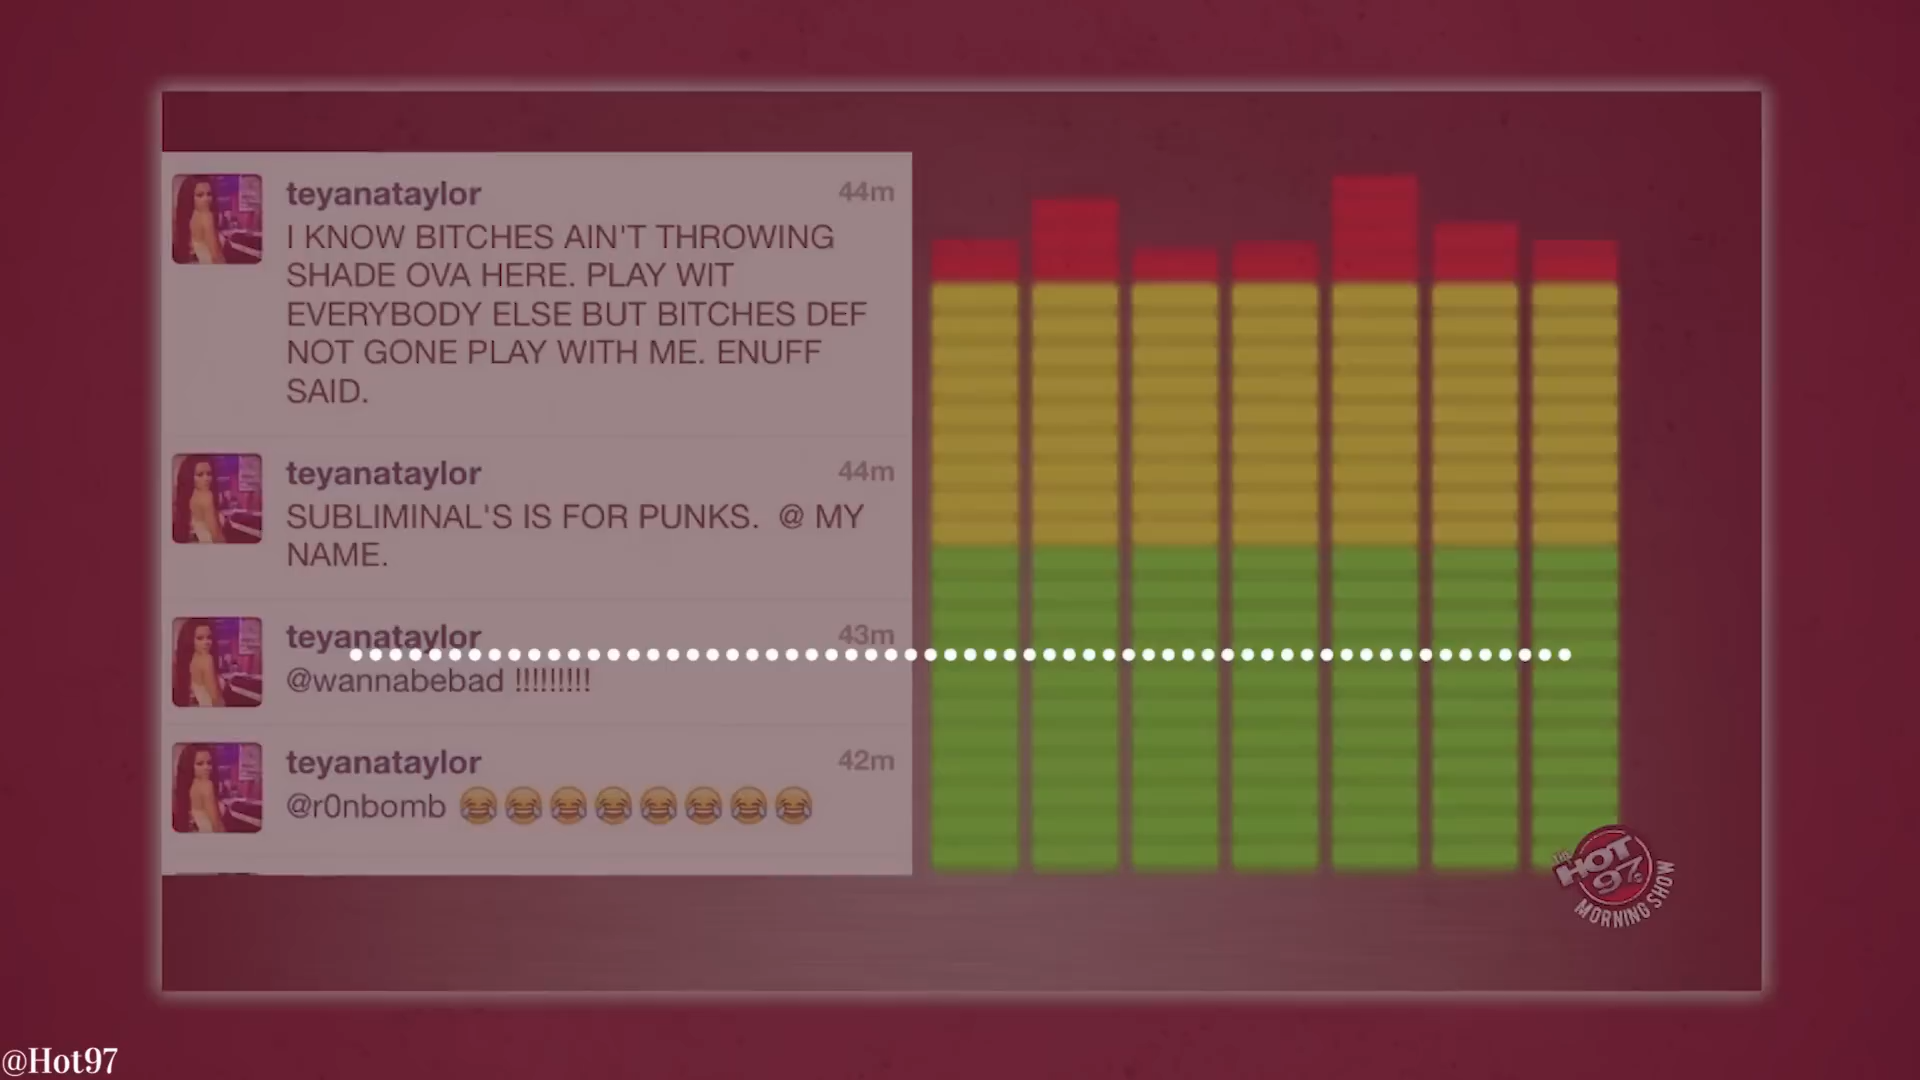 teyanataylor 44m
I KNOW BITCHES AIN'T THROWING
SHADE OVA HERE. PLAY WIT
EVERYBODY ELSE BUT BITCHES DEF
NOT GONE PLAY WITH ME. ENUFF
SAID.
teyanataylor 44m
SUBLIMINAL'S IS FOR PUNKS. @ MY
NAME.
teyanataylor 43m
@wannabebad !!!!!!!!!
teyanataylor 42m
@r0nbomb 😂😂😂😂😂😂😂😂
THE
HOT
97
MORNING SHOW
@Hot97